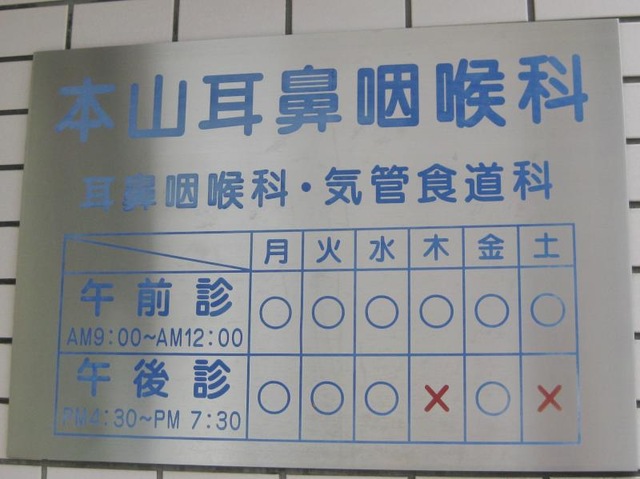 本山耳鼻咽喉科
耳鼻咽喉科・気管食道科
月 火 水 木 金 土
午前診 ○ ○ ○ ○ ○ ○
AM9:00~AM12:00
午後診 ○ ○ ○ × ○ ×
PM4:30~PM 7:30